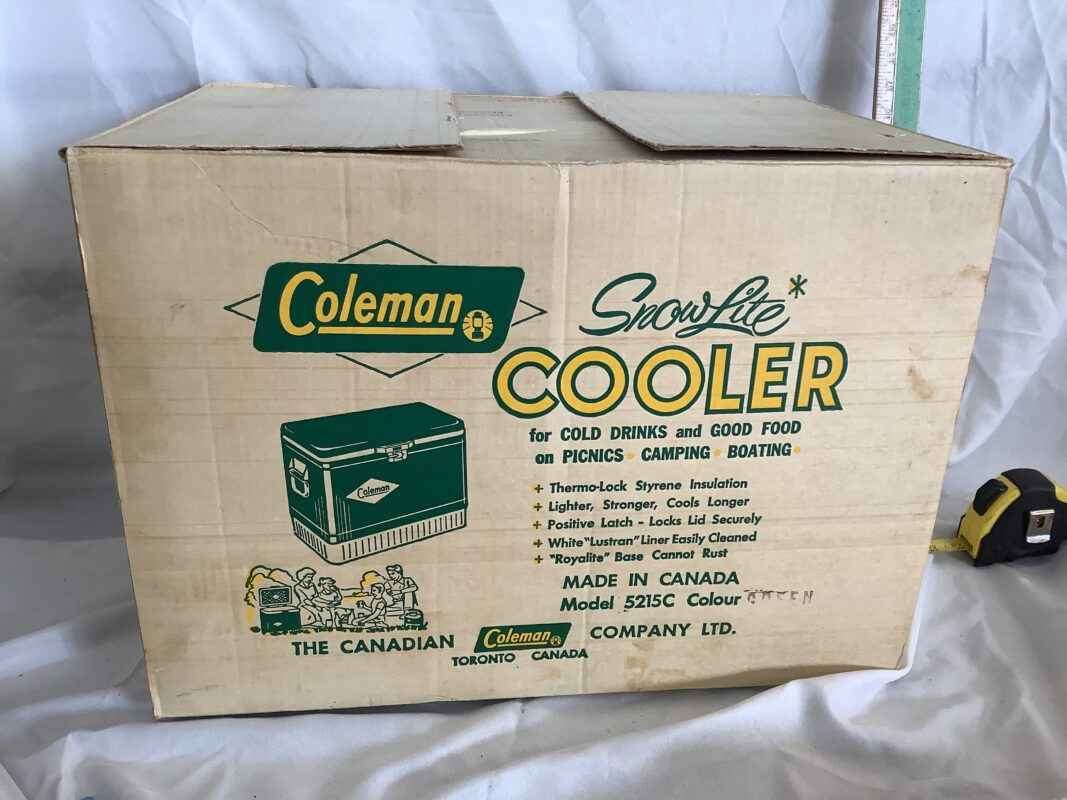 Coleman
SnowLite*
COOLER
for COLD DRINKS and GOOD FOOD
on PICNICS • CAMPING • BOATING •
+ Thermo-Lock Styrene Insulation
+ Lighter, Stronger, Cools Longer
+ Positive Latch - Locks Lid Securely
+ White "Lustran" Liner Easily Cleaned
+ "Royalite" Base Cannot Rust
Coleman
MADE IN CANADA
Model 5215C Colour GREEN
THE CANADIAN Coleman COMPANY LTD.
TORONTO CANADA